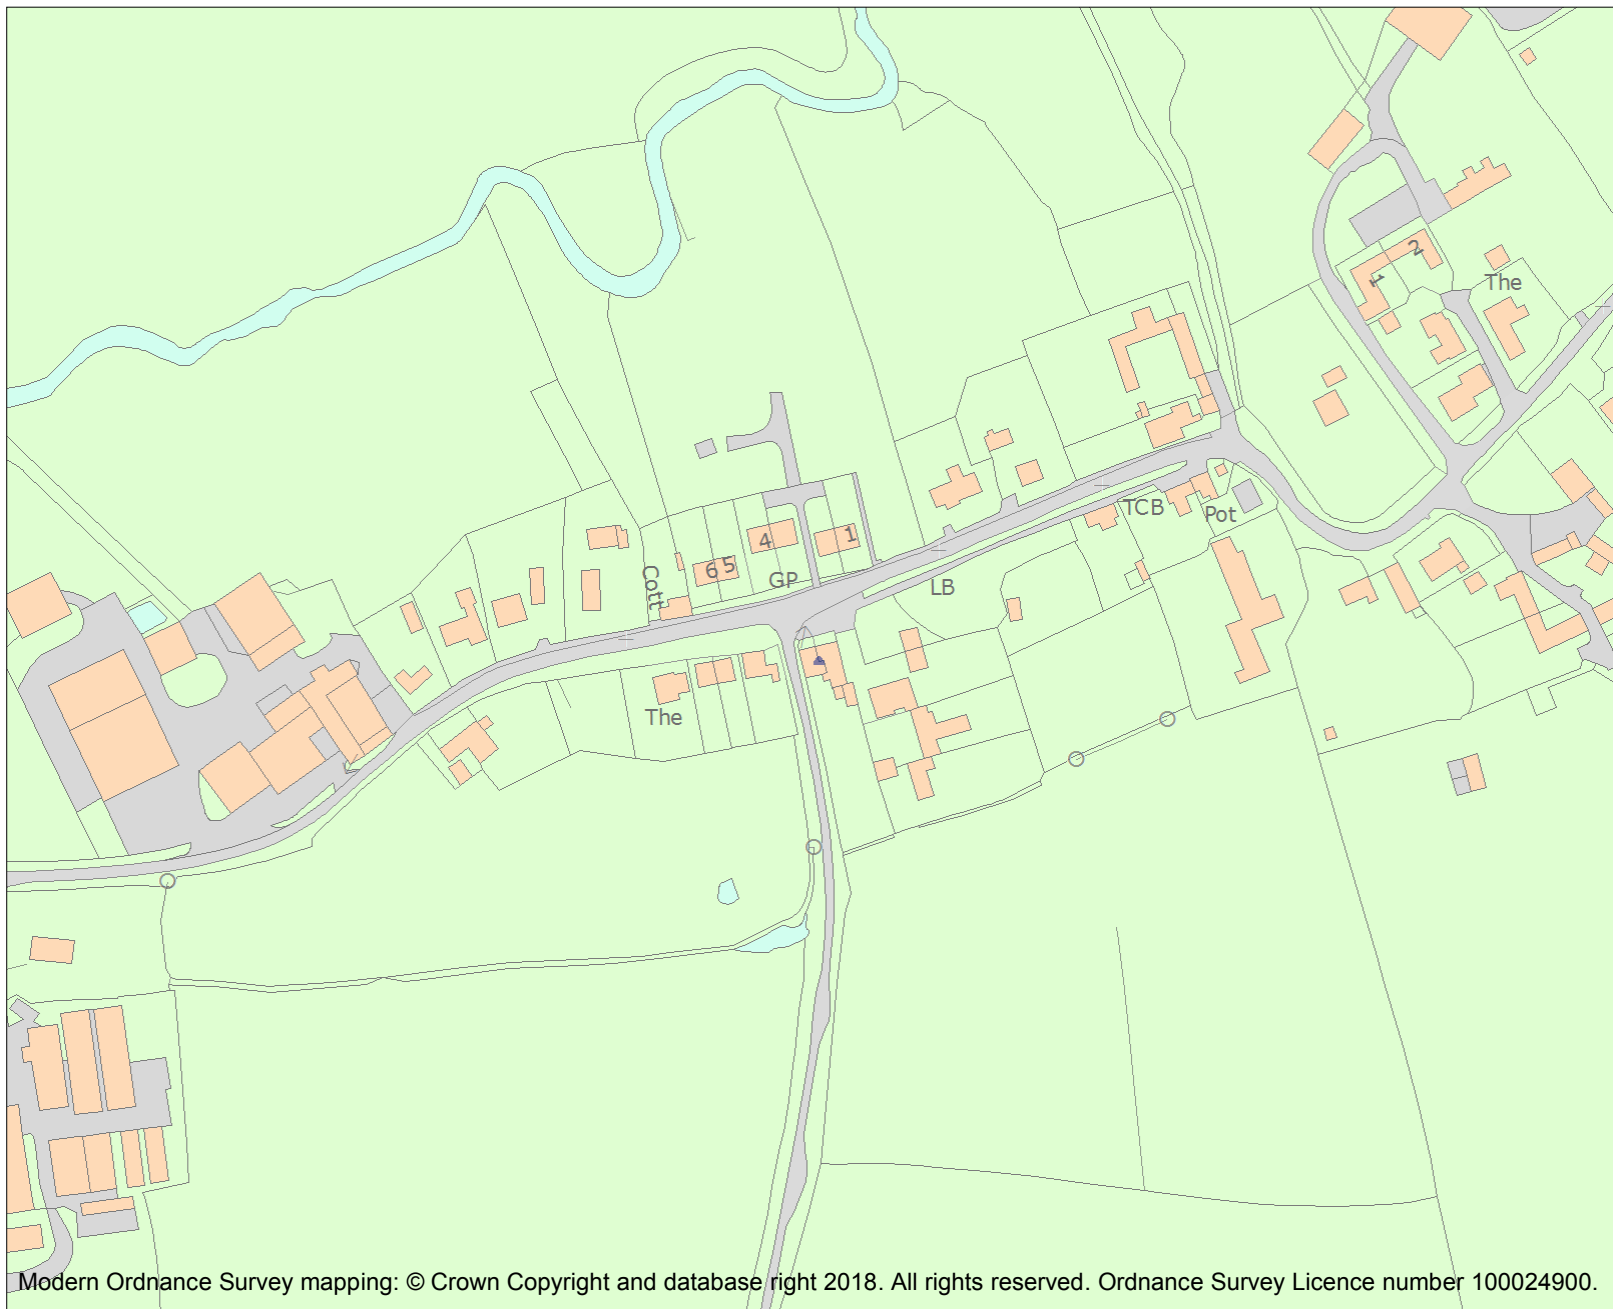 2
1
The
TCB
Pot
1
4
5
6
GP
Cott
LB
The
Modern Ordnance Survey mapping: © Crown Copyright and database right 2018. All rights reserved. Ordnance Survey Licence number 100024900.